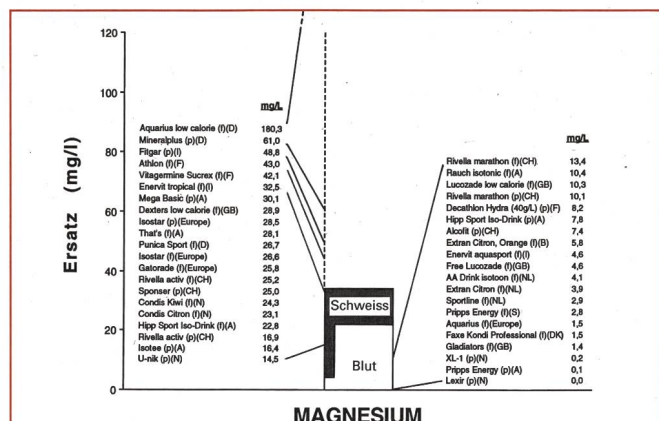 120
100
80
60
40
20
0
Ersatz (mg/l)
mg/L
Aquarius low calorie (f)(D) 180,3
Mineralplus (p)(D) 61,0
Fitgar (p)(I) 48,8
Athlon (f)(F) 43,0
Vitagermine Sucrex (f)(F) 42,1
Enervit tropical (f)(I) 32,5
Mega Basic (p)(A) 30,1
Dexters low calorie (f)(GB) 28,9
Isostar (p)(Europe) 28,5
That's (f)(A) 28,1
Punica Sport (f)(D) 26,7
Isostar (f)(Europe) 26,6
Gatorade (f)(Europe) 25,8
Rivella activ (f)(CH) 25,2
Sponser (p)(CH) 25,0
Condis Kiwi (f)(N) 24,3
Condis Citron (f)(N) 23,1
Hipp Sport Iso-Drink (f)(A) 22,8
Rivella activ (p)(CH) 16,9
Isotee (p)(A) 16,4
U-nik (p)(N) 14,5
Schweiss
Blut
mg/L
Rivella marathon (f)(CH) 13,4
Rauch isotonic (f)(A) 10,4
Lucozade low calorie (f)(GB) 10,3
Rivella marathon (p)(CH) 10,1
Decathlon Hydra (40g/L) (p)(F) 8,2
Hipp Sport Iso-Drink (p)(A) 7,8
Alcofit (p)(CH) 7,4
Extran Citron, Orange (f)(B) 5,8
Enervit aquasport (f)(I) 4,6
Free Lucozade (f)(GB) 4,6
AA Drink isotoon (f)(NL) 4,1
Extran Citron (f)(NL) 3,9
Sportline (f)(NL) 2,9
Pripps Energy (f)(S) 2,8
Aquarius (f)(Europe) 1,5
Faxe Kondi Professional (f)(DK) 1,5
Gladiators (f)(GB) 1,4
XL-1 (p)(N) 0,2
Pripps Energy (p)(A) 0,1
Lexir (p)(N) 0,0
MAGNESIUM